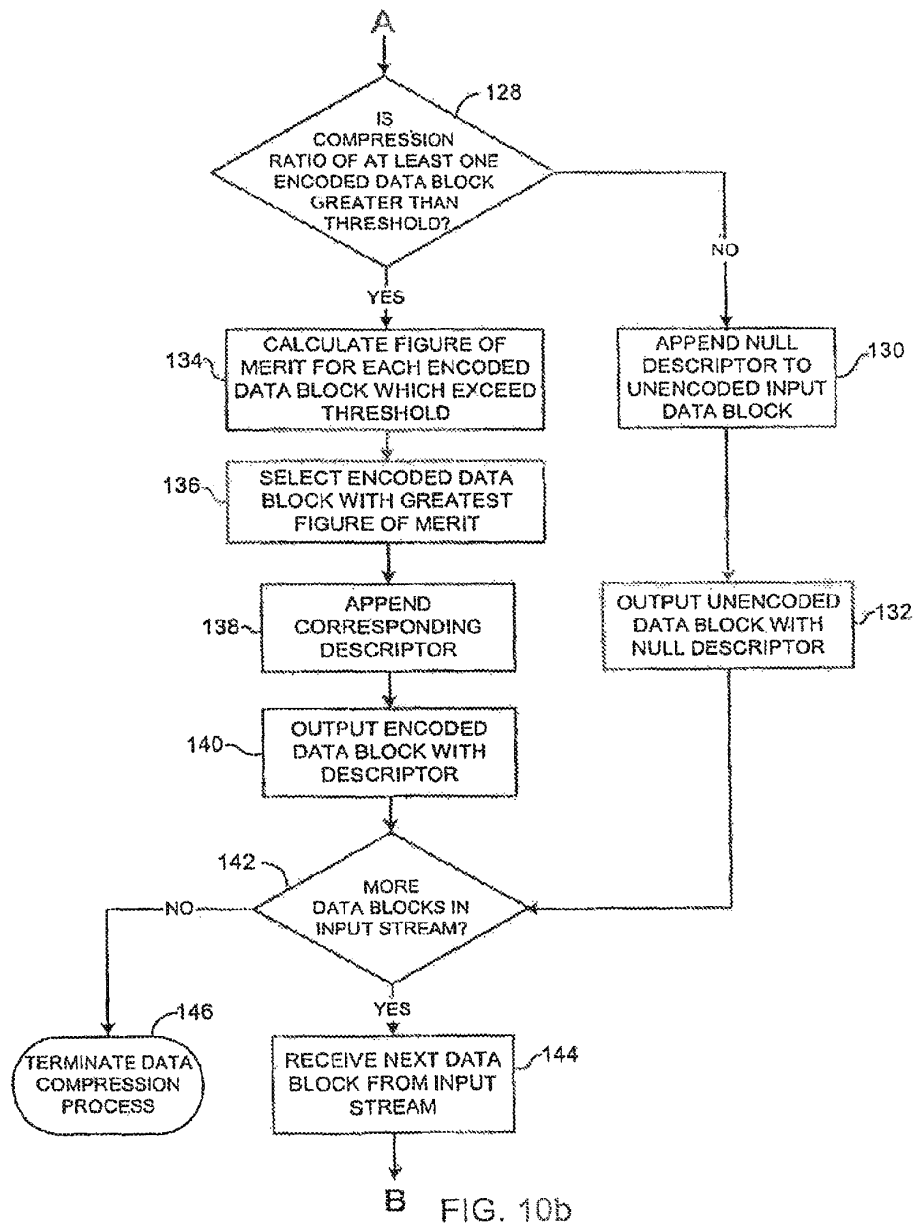 A
128
IS
COMPRESSION
RATIO OF AT LEAST ONE
ENCODED DATA BLOCK
GREATER THAN
THRESHOLD?
NO
YES
134
CALCULATE FIGURE OF
MERIT FOR EACH ENCODED
DATA BLOCK WHICH EXCEED
THRESHOLD
APPEND NULL
DESCRIPTOR TO
UNENCODED INPUT
DATA BLOCK
130
136
SELECT ENCODED DATA
BLOCK WITH GREATEST
FIGURE OF MERIT
138
APPEND
CORRESPONDING
DESCRIPTOR
OUTPUT UNENCODED
DATA BLOCK WITH
NULL DESCRIPTOR
132
140
OUTPUT ENCODED
DATA BLOCK WITH
DESCRIPTOR
142
MORE
DATA BLOCKS IN
INPUT STREAM?
NO
YES
146
TERMINATE DATA
COMPRESSION
PROCESS
RECEIVE NEXT DATA
BLOCK FROM INPUT
STREAM
144
B
FIG. 10b